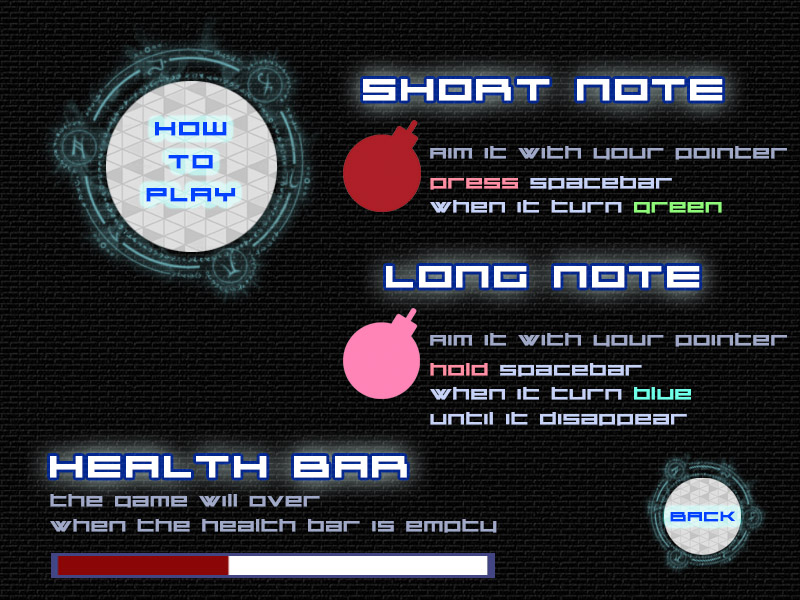 HOW
TO
PLAY
SHORT NOTE
Aim it with your pointer
press spacebar
when it turn green
LONG NOTE
Aim it with your pointer
hold spacebar
when it turn blue
until it disappear
HEALTH BAR
the game will over
when the health bar is empty
BACK